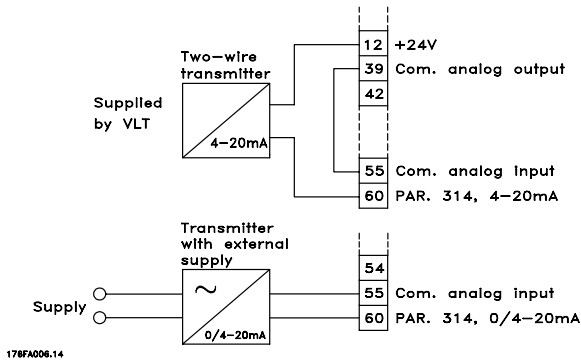 12 +24V
Two-wire
transmitter
39 Com. analog output
42
Supplied
by VLT
4-20mA
55 Com. analog input
60 PAR. 314, 4-20mA
Transmitter
with external
supply
54
~
Supply
55 Com. analog input
60 PAR. 314, 0/4-20mA
0/4-20mA
176FA006.14